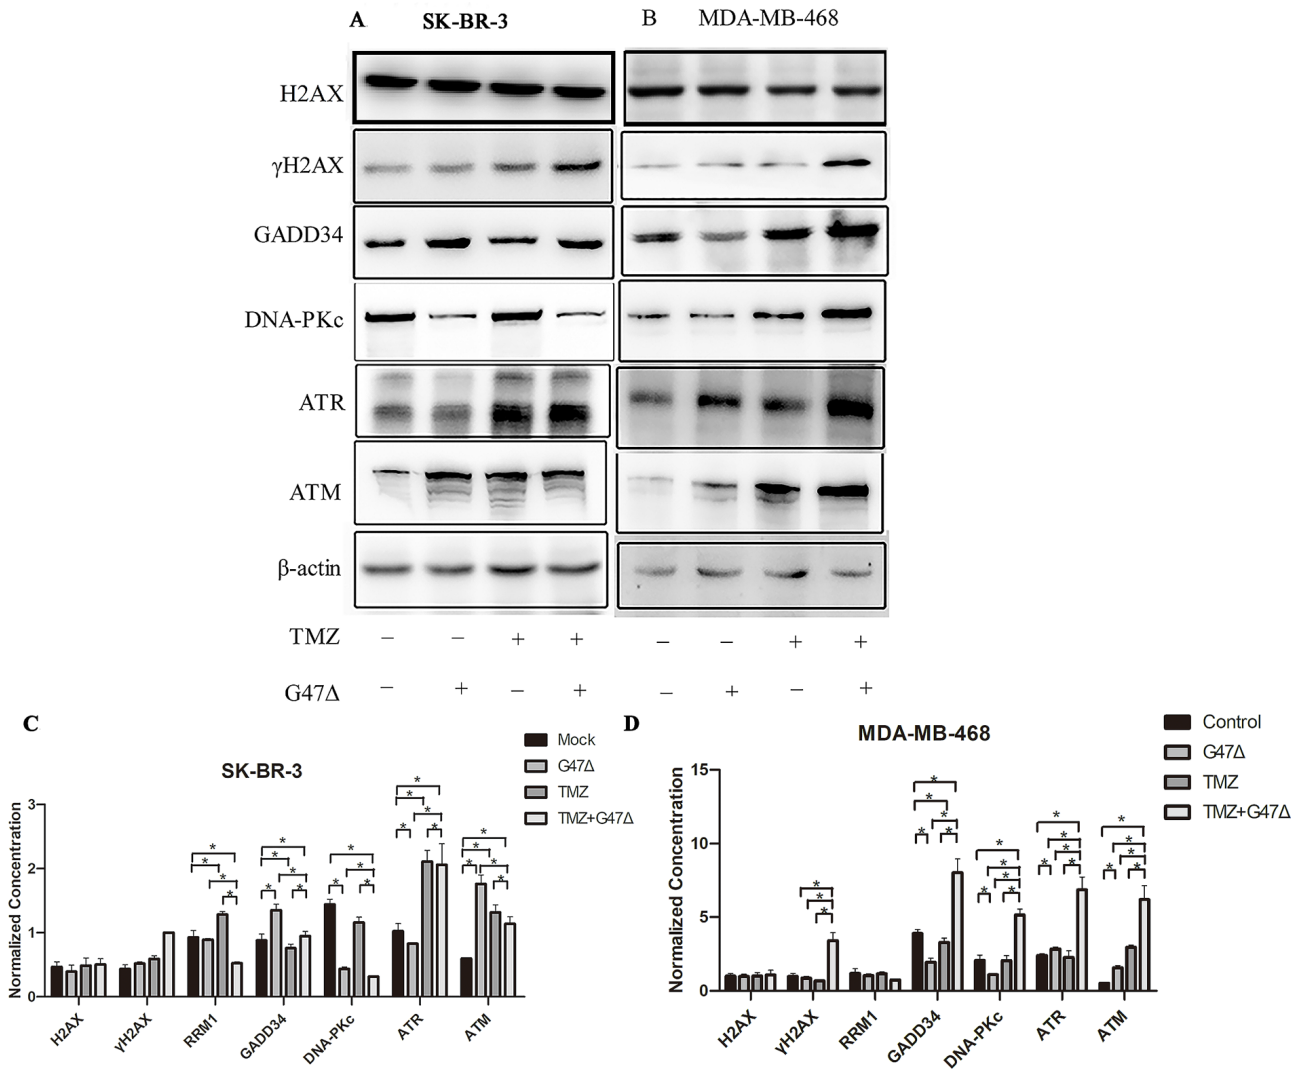 A SK-BR-3 B MDA-MB-468
H2AX
γH2AX
GADD34
DNA-PKc
ATR
ATM
β-actin
TMZ − − + + − − + +
G47Δ − + − + − + − +
C
SK-BR-3
Mock
G47Δ
TMZ
TMZ+G47Δ
Normalized Concentration
3
2
1
0
* * * * * * * * * * * * * * * * * * * *
H2AX γH2AX RRM1 GADD34 DNA-PKc ATR ATM
D
MDA-MB-468
Control
G47Δ
TMZ
TMZ+G47Δ
Normalized Concentration
15
10
5
0
* * * * * * * * * * * * * * * * * * * * *
H2AX γH2AX RRM1 GADD34 DNA-PKc ATR ATM